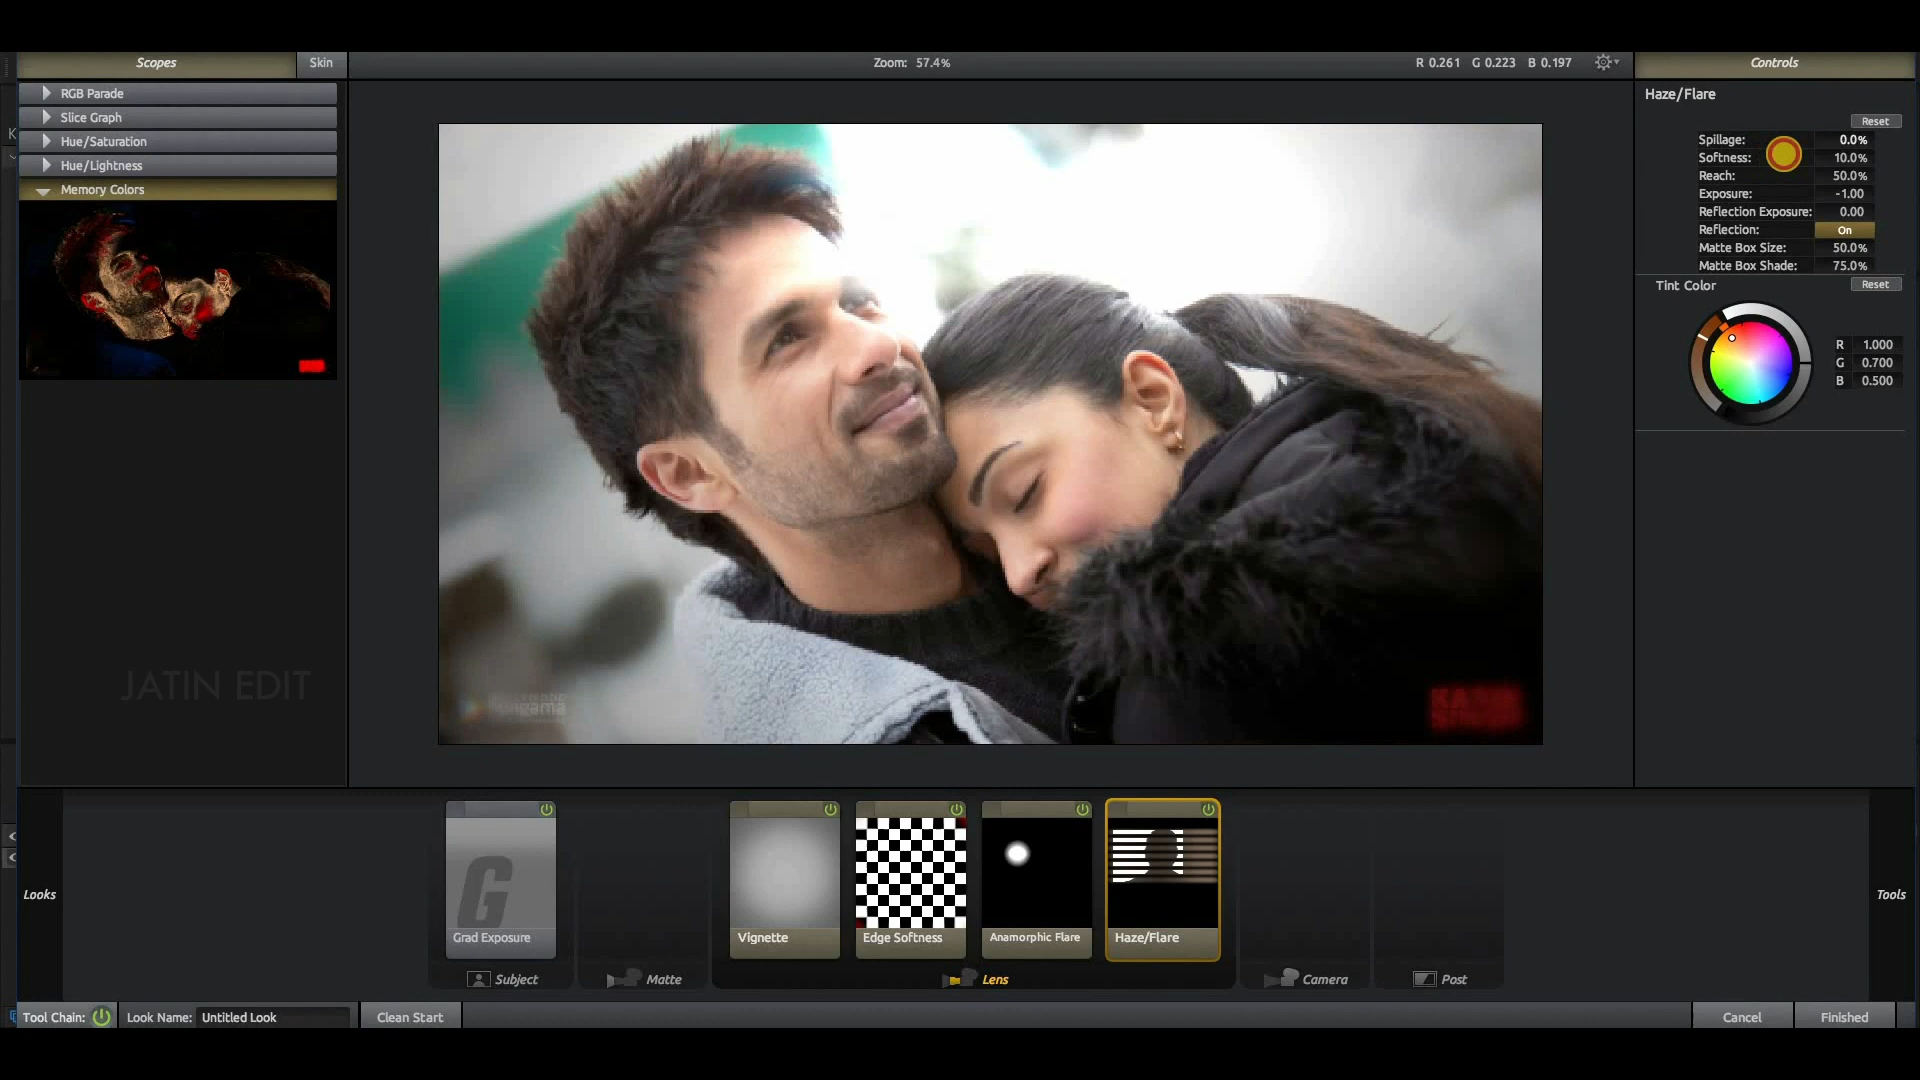 Scopes
Skin
Zoom: 57.4%
R 0.261 G 0.223 B 0.197
Controls
RGB Parade
Slice Graph
Hue/Saturation
Hue/Lightness
Memory Colors
Haze/Flare
Reset
Spillage: 0.0%
Softness: 10.0%
Reach: 50.0%
Exposure: -1.00
Reflection Exposure: 0.00
Reflection: On
Matte Box Size: 50.0%
Matte Box Shade: 75.0%
Tint Color
Reset
R 1.000
G 0.700
B 0.500
JATIN EDIT
Looks
G
Grad Exposure
Vignette
Edge Softness
Anamorphic Flare
Haze/Flare
Tools
Subject
Matte
Lens
Camera
Post
Tool Chain:
Look Name: Untitled Look
Clean Start
Cancel
Finished